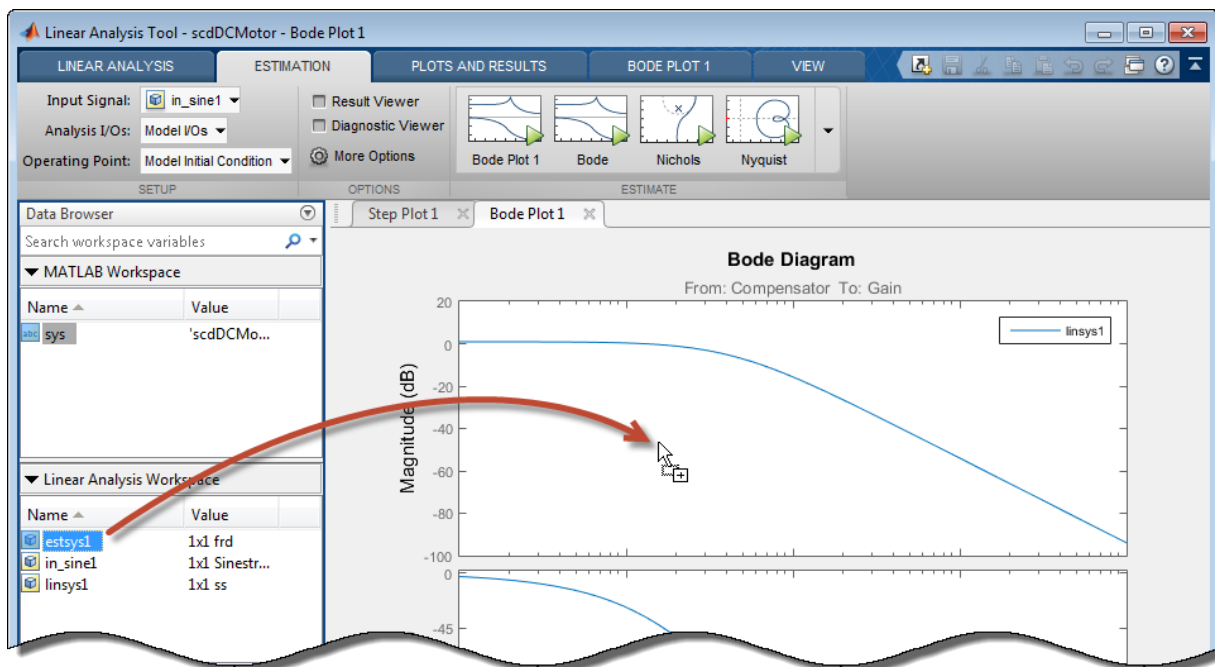 Linear Analysis Tool - scdDCMotor - Bode Plot 1
LINEAR ANALYSIS ESTIMATION PLOTS AND RESULTS BODE PLOT 1 VIEW
Input Signal: in_sine1
Analysis I/Os: Model I/Os
Operating Point: Model Initial Condition
SETUP
Result Viewer
Diagnostic Viewer
More Options
OPTIONS
Bode Plot 1 Bode Nichols Nyquist
ESTIMATE
Data Browser
Search workspace variables
MATLAB Workspace
Name Value
abc sys 'scdDCMo...
Linear Analysis Workspace
Name Value
estsys1 1x1 frd
in_sine1 1x1 Sinestr...
linsys1 1x1 ss
Step Plot 1 Bode Plot 1
Bode Diagram
From: Compensator To: Gain
linsys1
Magnitude (dB)
20
0
-20
-40
-60
-80
-100
0
-45